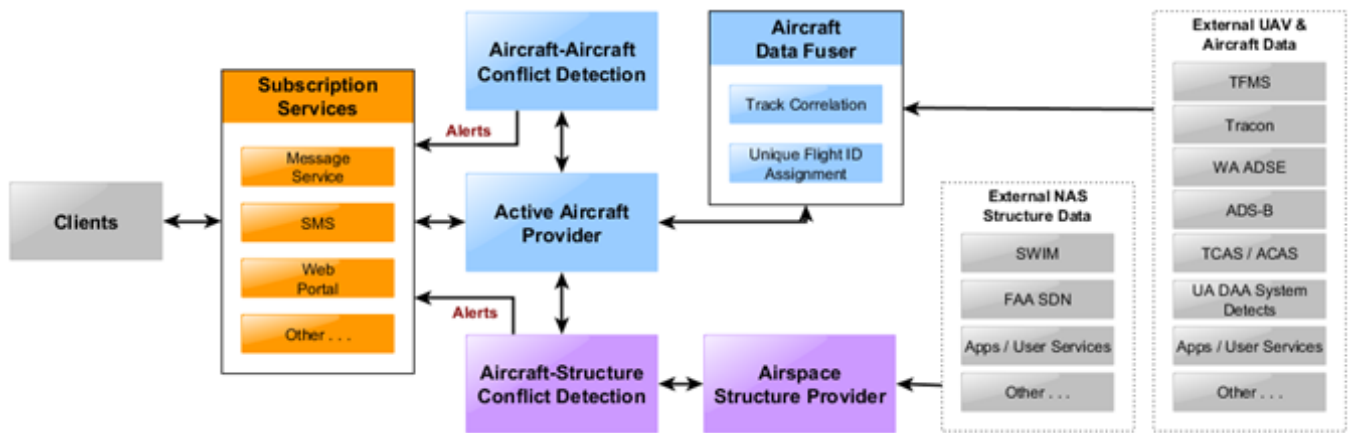 Clients
Subscription
Services
Message
Service
SMS
Web
Portal
Other . . .
Alerts
Alerts
Aircraft-Aircraft
Conflict Detection
Active Aircraft
Provider
Aircraft-Structure
Conflict Detection
Aircraft
Data Fuser
Track Correlation
Unique Flight ID
Assignment
Airspace
Structure Provider
External NAS
Structure Data
SWIM
FAA SDN
Apps / User Services
Other . . .
External UAV &
Aircraft Data
TFMS
Tracon
WA ADSE
ADS-B
TCAS / ACAS
UA DAA System
Detects
Apps / User Services
Other . . .